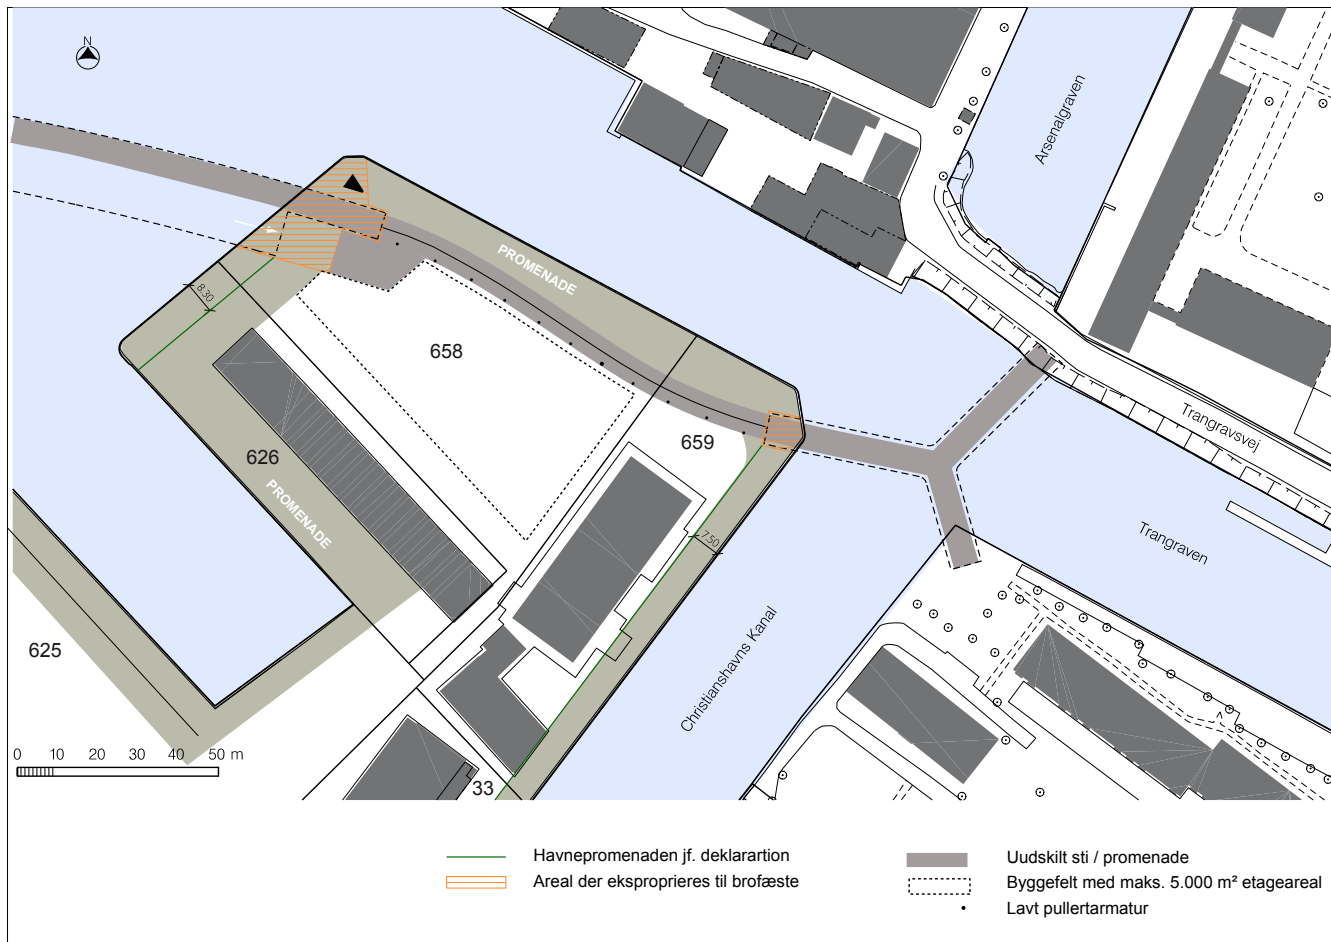 N
Arsenalgraven
PROMENADE
8.30
658
Trangravsvej
659
626
PROMENADE
7.50
Trangraven
Christianshavns Kanal
625
0 10 20 30 40 50 m
33
Havnepromenaden jf. deklarartion
Areal der eksproprieres til brofæste
Uudskilt sti / promenade
Byggefelt med maks. 5.000 m² etageareal
Lavt pullertarmatur